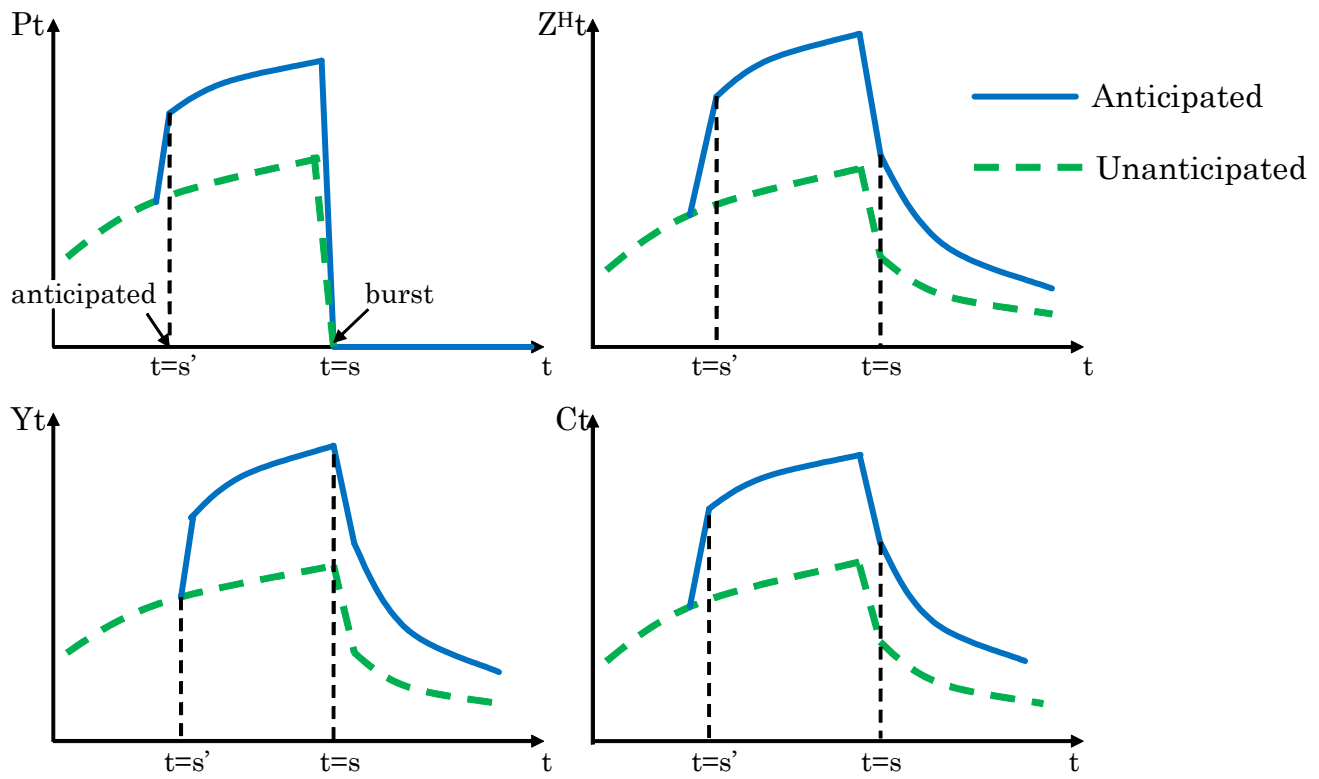 Pt
anticipated
burst
t=s’
t=s
t
Zᴴt
t=s’
t=s
t
Anticipated
Unanticipated
Yt
t=s’
t=s
t
Ct
t=s’
t=s
t